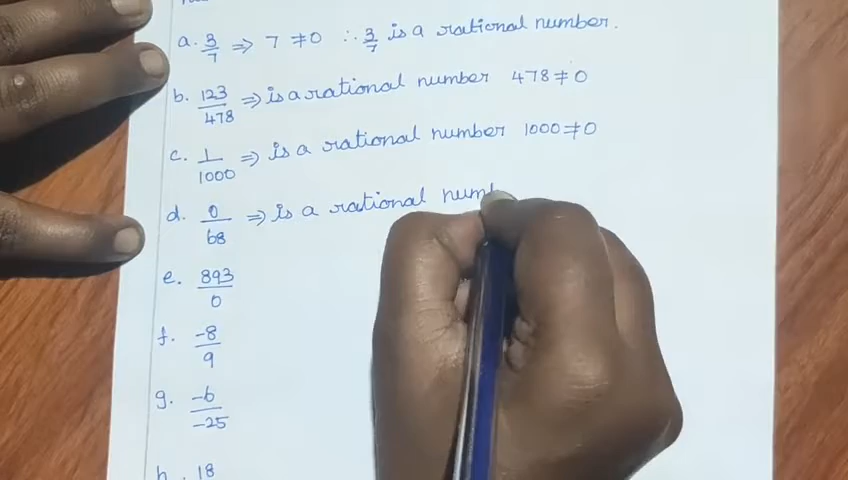 a. 3/7 ⇒ 7 ≠ 0 ∴ 3/7 is a rational number.
b. 123/478 ⇒ is a rational number 478 ≠ 0
c. 1/1000 ⇒ is a rational number 1000 ≠ 0
d. 0/68 ⇒ is a rational numb
e. 893/0
f. -8/9
g. -6/-25
h. 18